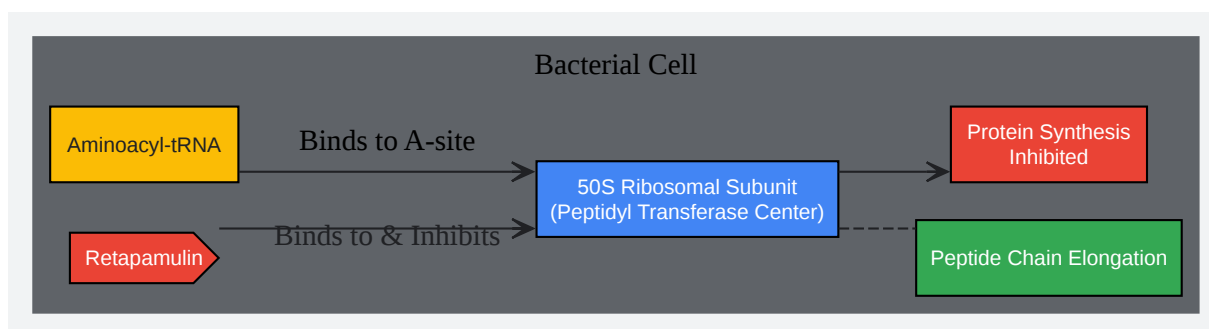 Bacterial Cell
Aminoacyl-tRNA
Binds to A-site
Protein Synthesis
Inhibited
50S Ribosomal Subunit
(Peptidyl Transferase Center)
Retapamulin
Binds to & Inhibits
Peptide Chain Elongation